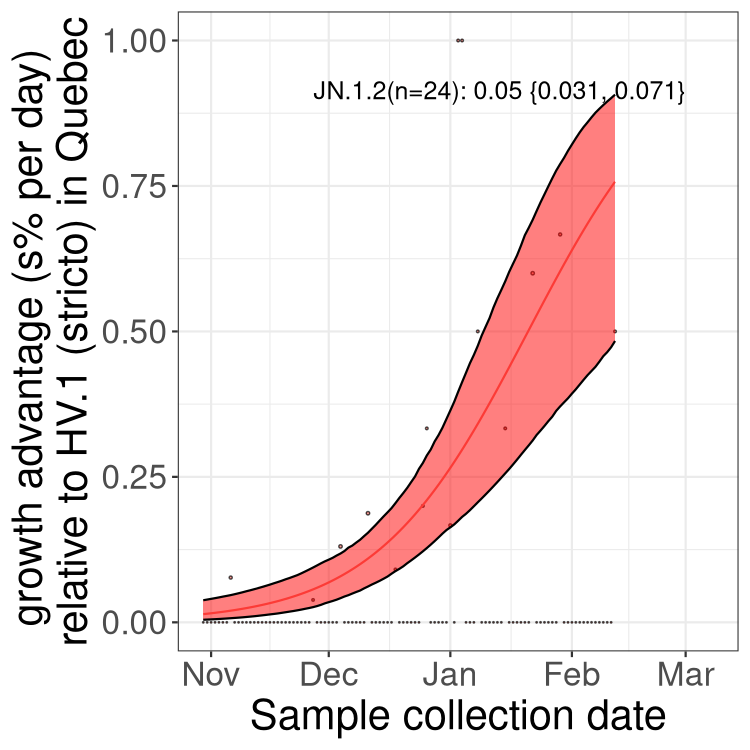 growth advantage (s% per day)
relative to HV.1 (stricto) in Quebec
1.00
0.75
0.50
0.25
0.00
JN.1.2(n=24): 0.05 {0.031, 0.071}
Nov Dec Jan Feb Mar
Sample collection date